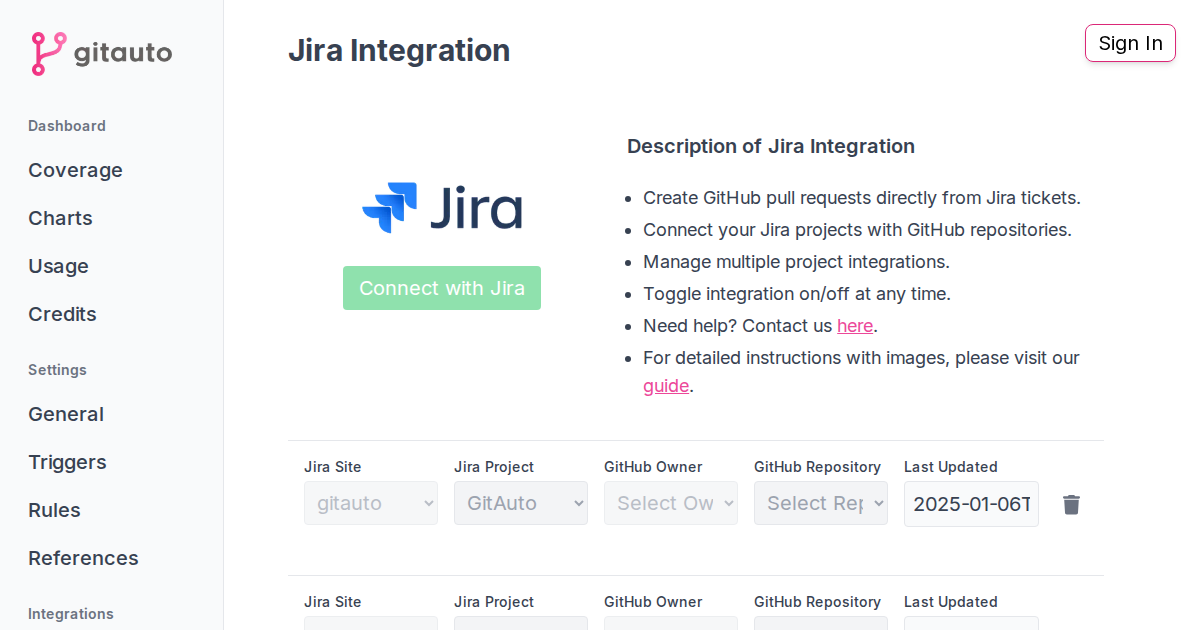 gitauto
Jira Integration
Sign In
Dashboard
Coverage
Charts
Usage
Credits
Settings
General
Triggers
Rules
References
Integrations
Jira
Connect with Jira
Description of Jira Integration
Create GitHub pull requests directly from Jira tickets.
Connect your Jira projects with GitHub repositories.
Manage multiple project integrations.
Toggle integration on/off at any time.
Need help? Contact us here.
For detailed instructions with images, please visit our
guide.
Jira Site Jira Project GitHub Owner GitHub Repository Last Updated
gitauto GitAuto Select Ow Select Rep 2025-01-06T
Jira Site Jira Project GitHub Owner GitHub Repository Last Updated